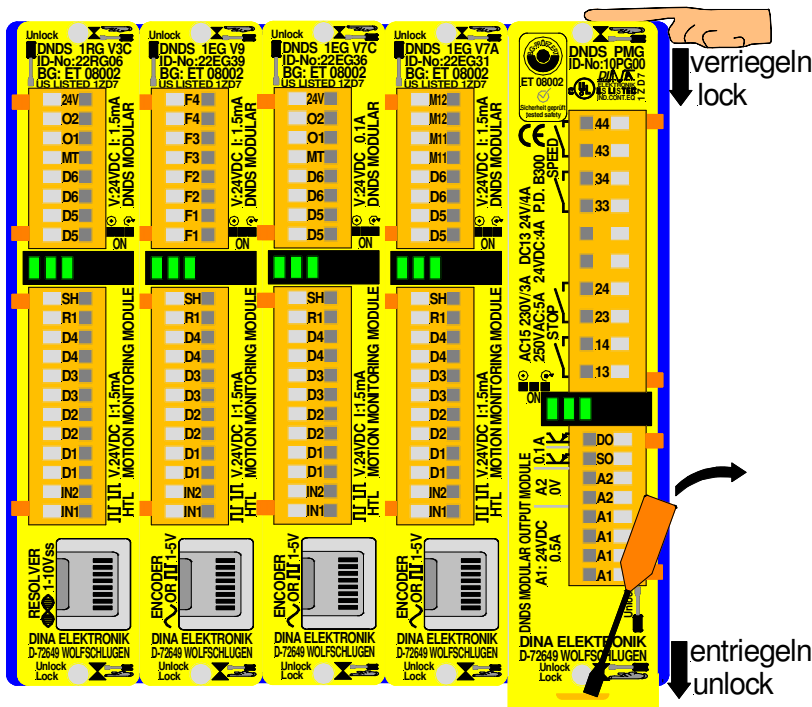 Unlock
DNDS 1RG V3C
ID-No:22RG06
BG: ET 08002
US LISTED 1ZD7
24V
O2
O1
MT
D6
D6
D5
D5
V:24VDC I: 1.5mA
DNDS MODULAR
ON
SH
R1
D4
D4
D3
D3
D2
D2
D1
D1
IN2
IN1
V.24VDC I:1.5mA
MOTION MONITORING MODULE
HTL
RESOLVER
1-10Vss
DINA ELEKTRONIK
D-72649 WOLFSCHLUGEN
Unlock
Lock
Unlock
DNDS 1EG V9
ID-No:22EG39
BG: ET 08002
US LISTED 1ZD7
F4
F4
F3
F3
F2
F2
F1
F1
V:24VDC I: 1.5mA
DNDS MODULAR
ON
SH
R1
D4
D4
D3
D3
D2
D2
D1
D1
IN2
IN1
V.24VDC I:1.5mA
MOTION MONITORING MODULE
HTL
ENCODER
OR 1-5V
DINA ELEKTRONIK
D-72649 WOLFSCHLUGEN
Unlock
Lock
Unlock
DNDS 1EG V7C
ID-No:22EG36
BG: ET 08002
US LISTED 1ZD7
24V
O2
O1
MT
D6
D6
D5
D5
V:24VDC 0.1A
DNDS MODULAR
ON
SH
R1
D4
D4
D3
D3
D2
D2
D1
D1
IN2
IN1
V.24VDC I:1.5mA
MOTION MONITORING MODULE
HTL
ENCODER
OR 1-5V
DINA ELEKTRONIK
D-72649 WOLFSCHLUGEN
Unlock
Lock
Unlock
DNDS 1EG V7A
ID-No:22EG31
BG: ET 08002
US LISTED 1ZD7
M12
M12
M11
M11
D6
D6
D5
D5
V:24VDC I: 1.5mA
DNDS MODULAR
ON
SH
R1
D4
D4
D3
D3
D2
D2
D1
D1
IN2
IN1
V.24VDC I:1.5mA
MOTION MONITORING MODULE
HTL
ENCODER
OR 1-5V
DINA ELEKTRONIK
D-72649 WOLFSCHLUGEN
Unlock
Lock
DNDS PMG
ID-No:10PG00
ET 08002
Sicherheit geprüft
tested safety
DINA
ELEKTRONIK
US LISTED
IND.CONT.EQ
1ZD7
CE
44
43
34
33
24
23
14
13
SPEED
STOP
AC15 230V/3A DC13 24V/4A
250VAC:5A 24VDC:4A P.D. B300
ON
DO
SO
A2
A2
A1
A1
A1
A1
0.1 A
A2
0V
A1: 24VDC
0.5A
DNDS MODULAR OUTPUT MODULE
Unlock
DINA ELEKTRONIK
D-72649 WOLFSCHLUGEN
Unlock
Lock
verriegeln
lock
entriegeln
unlock